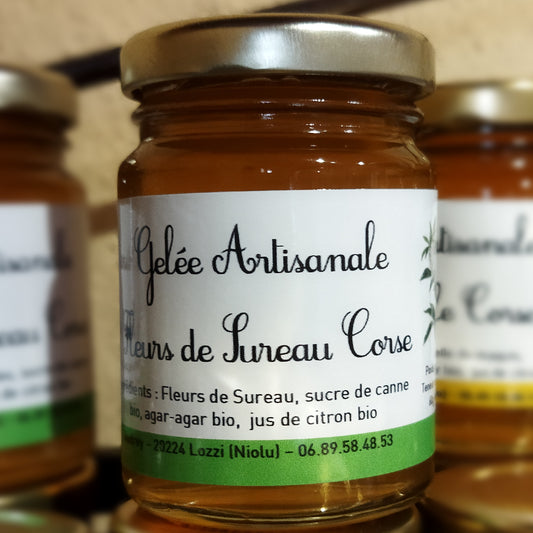 Gelée Artisanale
Fleurs de Sureau Corse
Ingrédients : Fleurs de Sureau, sucre de canne
bio, agar-agar bio, jus de citron bio
- 20224 Lozzi (Niolu) - 06.89.58.48.53